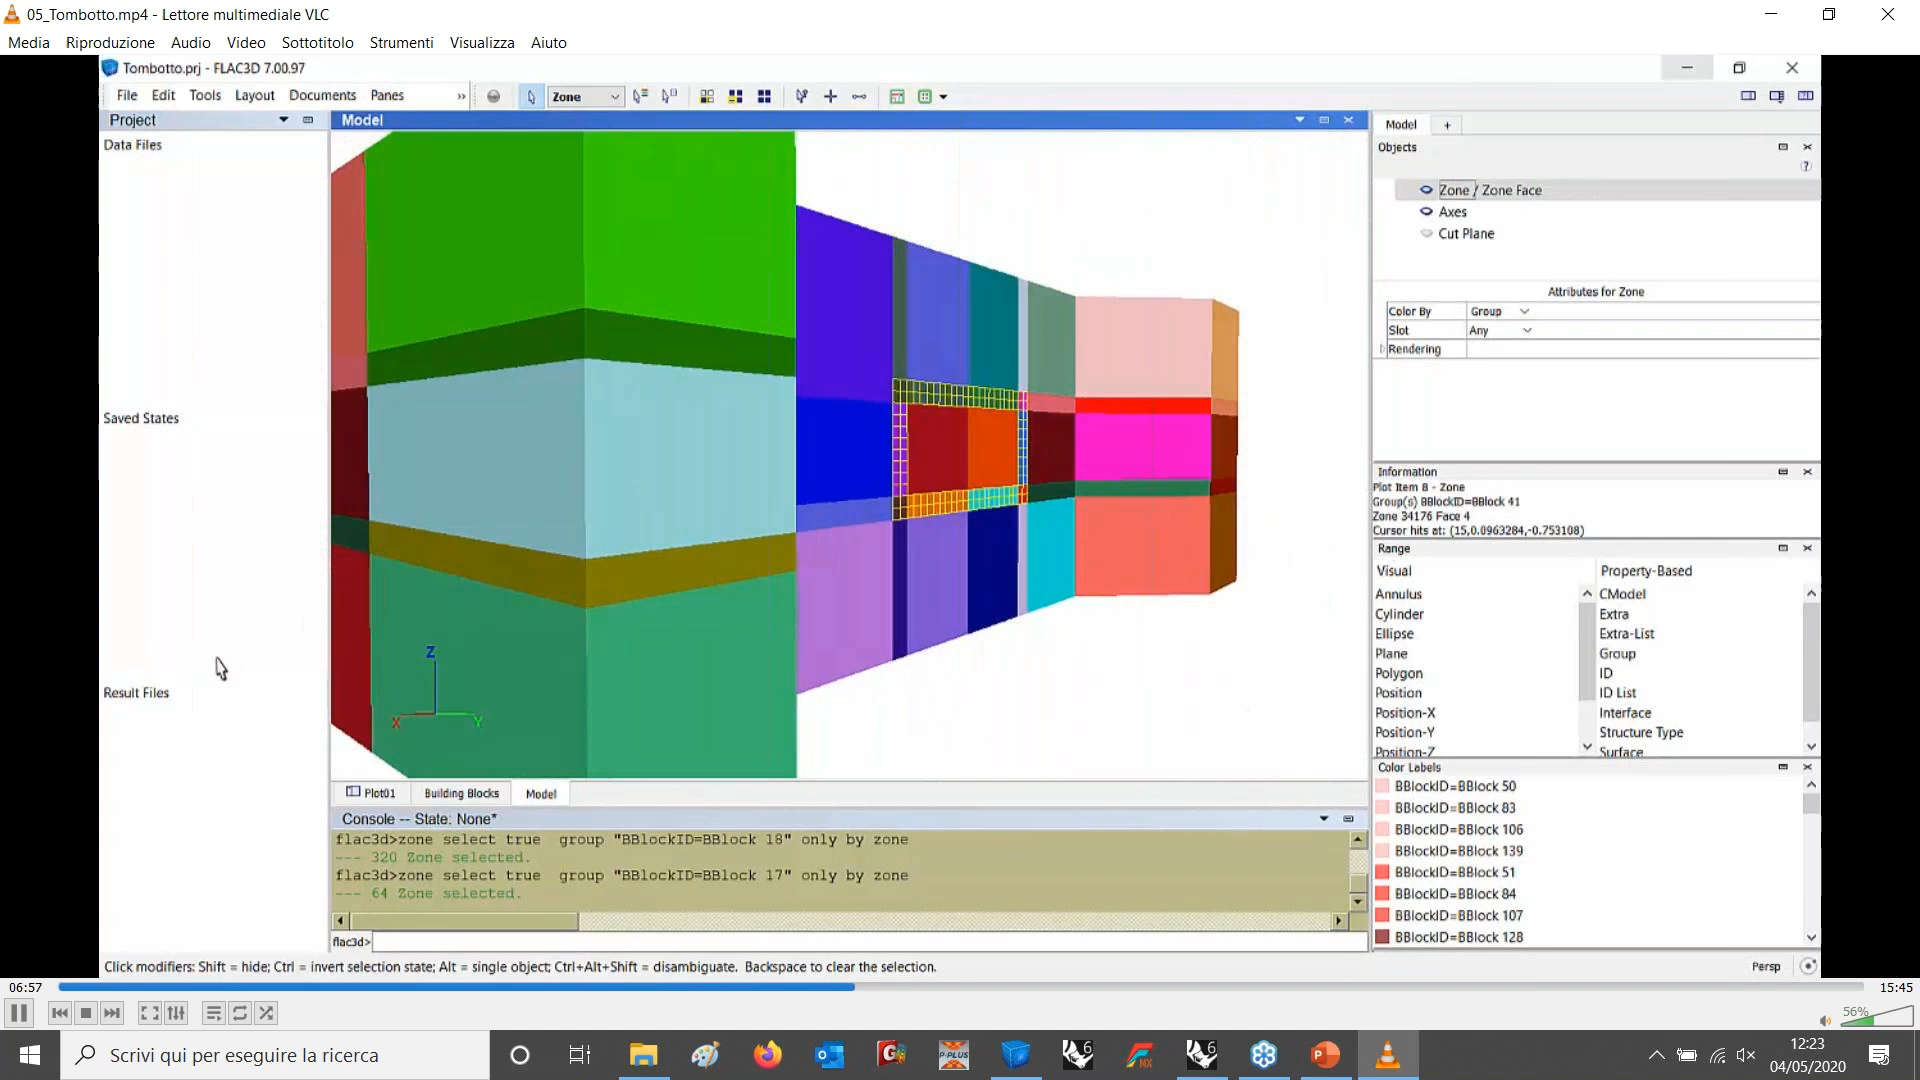 05_Tombotto.mp4 - Lettore multimediale VLC
Media Riproduzione Audio Video Sottotitolo Strumenti Visualizza Aiuto
Tombotto.prj - FLAC3D 7.00.97
File Edit Tools Layout Documents Panes » Zone
Project
Data Files
Saved States
Result Files
Model
Z
X
Y
Plot01 Building Blocks Model
Console -- State: None*
flac3d>zone select true group "BBlockID=BBlock 18" only by zone
--- 320 Zone selected.
flac3d>zone select true group "BBlockID=BBlock 17" only by zone
--- 64 Zone selected.
flac3d>
Model +
Objects
Zone / Zone Face
Axes
Cut Plane
Attributes for Zone
Color By Group
Slot Any
Rendering
Information
Plot Item 8 - Zone
Group(s) BBlockID=BBlock 41
Zone 34176 Face 4
Cursor hits at: (15,0.0963284,-0.753108)
Range
Visual Property-Based
Annulus CModel
Cylinder Extra
Ellipse Extra-List
Plane Group
Polygon ID
Position ID List
Position-X Interface
Position-Y Structure Type
Position-Z Surface
Color Labels
BBlockID=BBlock 50
BBlockID=BBlock 83
BBlockID=BBlock 106
BBlockID=BBlock 139
BBlockID=BBlock 51
BBlockID=BBlock 84
BBlockID=BBlock 107
BBlockID=BBlock 128
Click modifiers: Shift = hide; Ctrl = invert selection state; Alt = single object; Ctrl+Alt+Shift = disambiguate. Backspace to clear the selection.
Persp
06:57 15:45
56%
Scrivi qui per eseguire la ricerca
P-PLUS
6
NX
6
12:23
04/05/2020